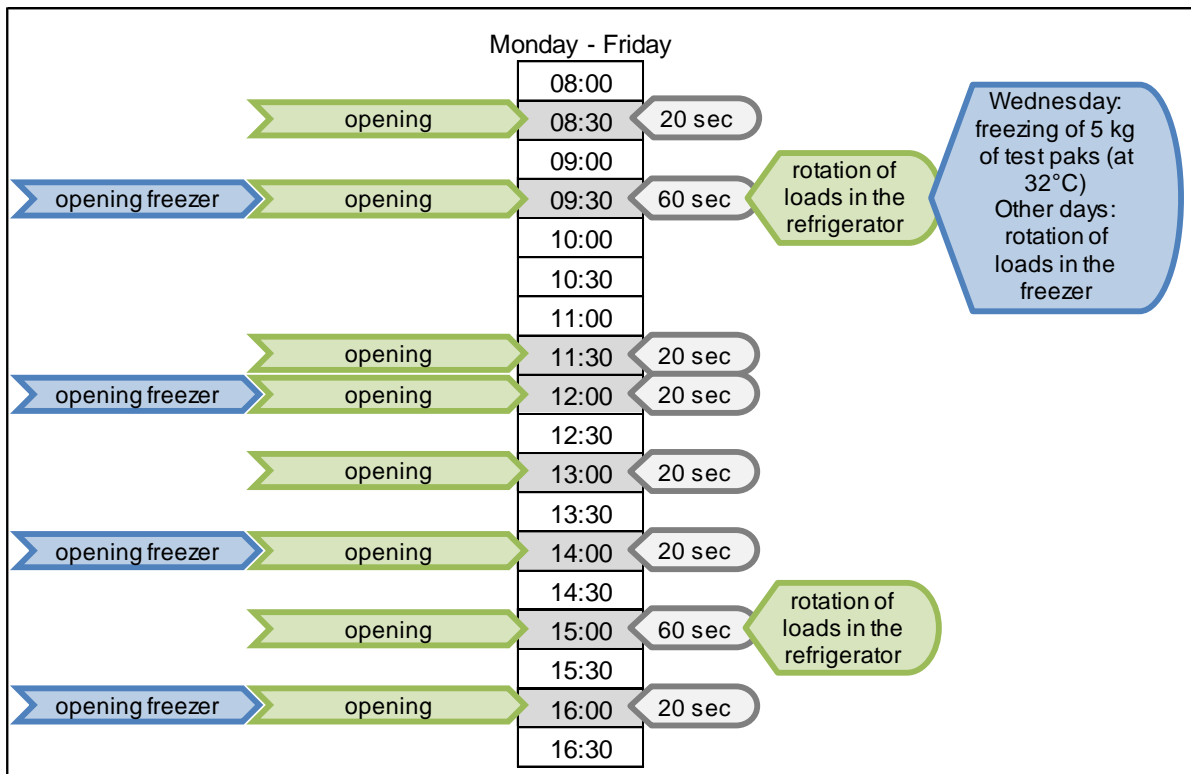 Monday - Friday
08:00
opening
08:30
20 sec
09:00
opening freezer
opening
09:30
60 sec
rotation of
loads in the
refrigerator
Wednesday:
freezing of 5 kg
of test paks (at
32°C)
Other days:
rotation of
loads in the
freezer
10:00
10:30
11:00
opening
11:30
20 sec
opening freezer
opening
12:00
20 sec
12:30
opening
13:00
20 sec
13:30
opening freezer
opening
14:00
20 sec
14:30
opening
15:00
60 sec
rotation of
loads in the
refrigerator
15:30
opening freezer
opening
16:00
20 sec
16:30